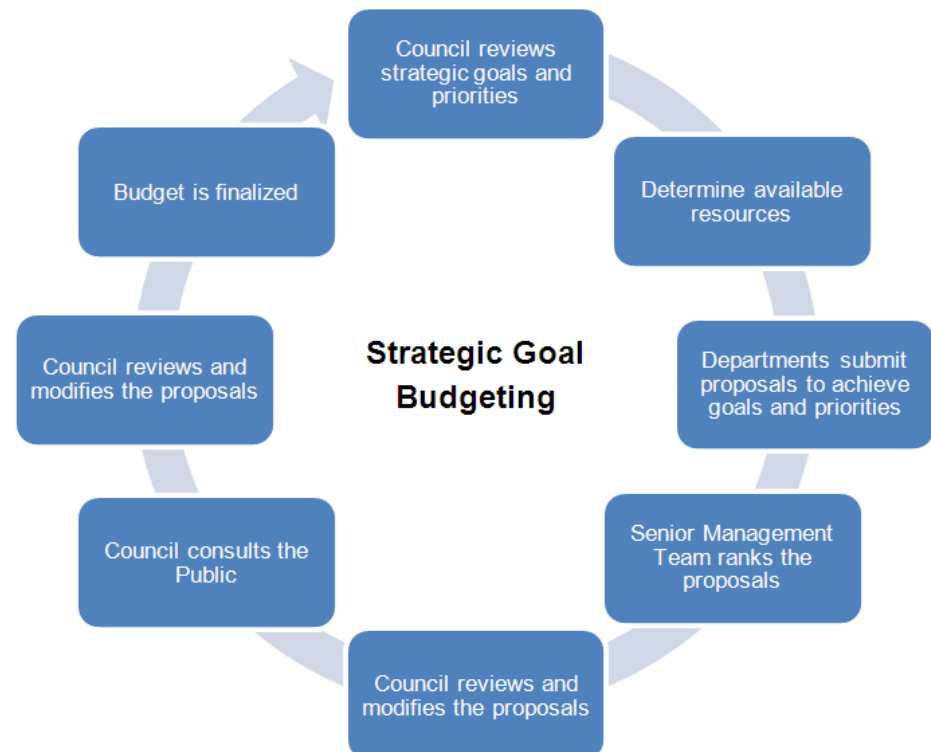 Council reviews
strategic goals and
priorities
Determine available
resources
Departments submit
proposals to achieve
goals and priorities
Senior Management
Team ranks the
proposals
Council reviews and
modifies the proposals
Council consults the
Public
Council reviews and
modifies the proposals
Budget is finalized
Strategic Goal
Budgeting